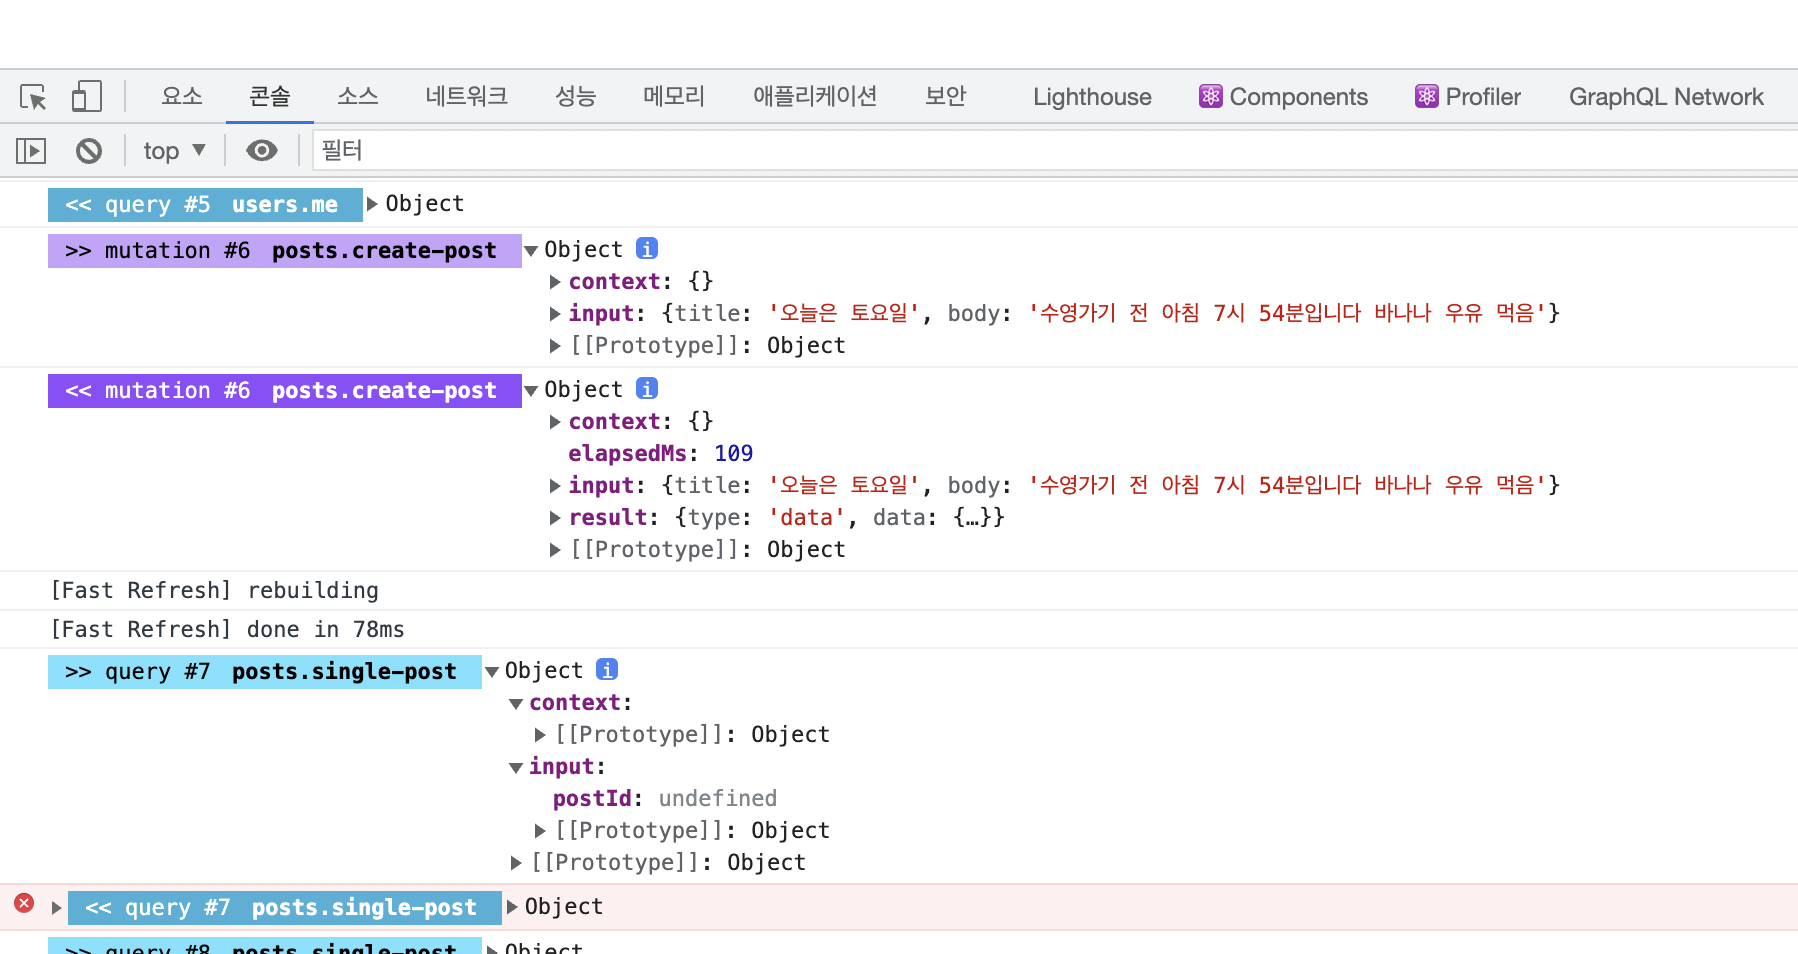 요소 콘솔 소스 네트워크 성능 메모리 애플리케이션 보안 Lighthouse Components Profiler GraphQL Network
top ▼ 필터
<< query #5 users.me ▶ Object
>> mutation #6 posts.create-post ▼ Object i
▶ context: {}
▶ input: {title: '오늘은 토요일', body: '수영가기 전 아침 7시 54분입니다 바나나 우유 먹음'}
▶ [[Prototype]]: Object
<< mutation #6 posts.create-post ▼ Object i
▶ context: {}
elapsedMs: 109
▶ input: {title: '오늘은 토요일', body: '수영가기 전 아침 7시 54분입니다 바나나 우유 먹음'}
▶ result: {type: 'data', data: {…}}
▶ [[Prototype]]: Object
[Fast Refresh] rebuilding
[Fast Refresh] done in 78ms
>> query #7 posts.single-post ▼ Object i
▼ context:
▶ [[Prototype]]: Object
▼ input:
postId: undefined
▶ [[Prototype]]: Object
▶ [[Prototype]]: Object
▶ << query #7 posts.single-post ▶ Object
>> query #8 posts.single-post ▶ Object